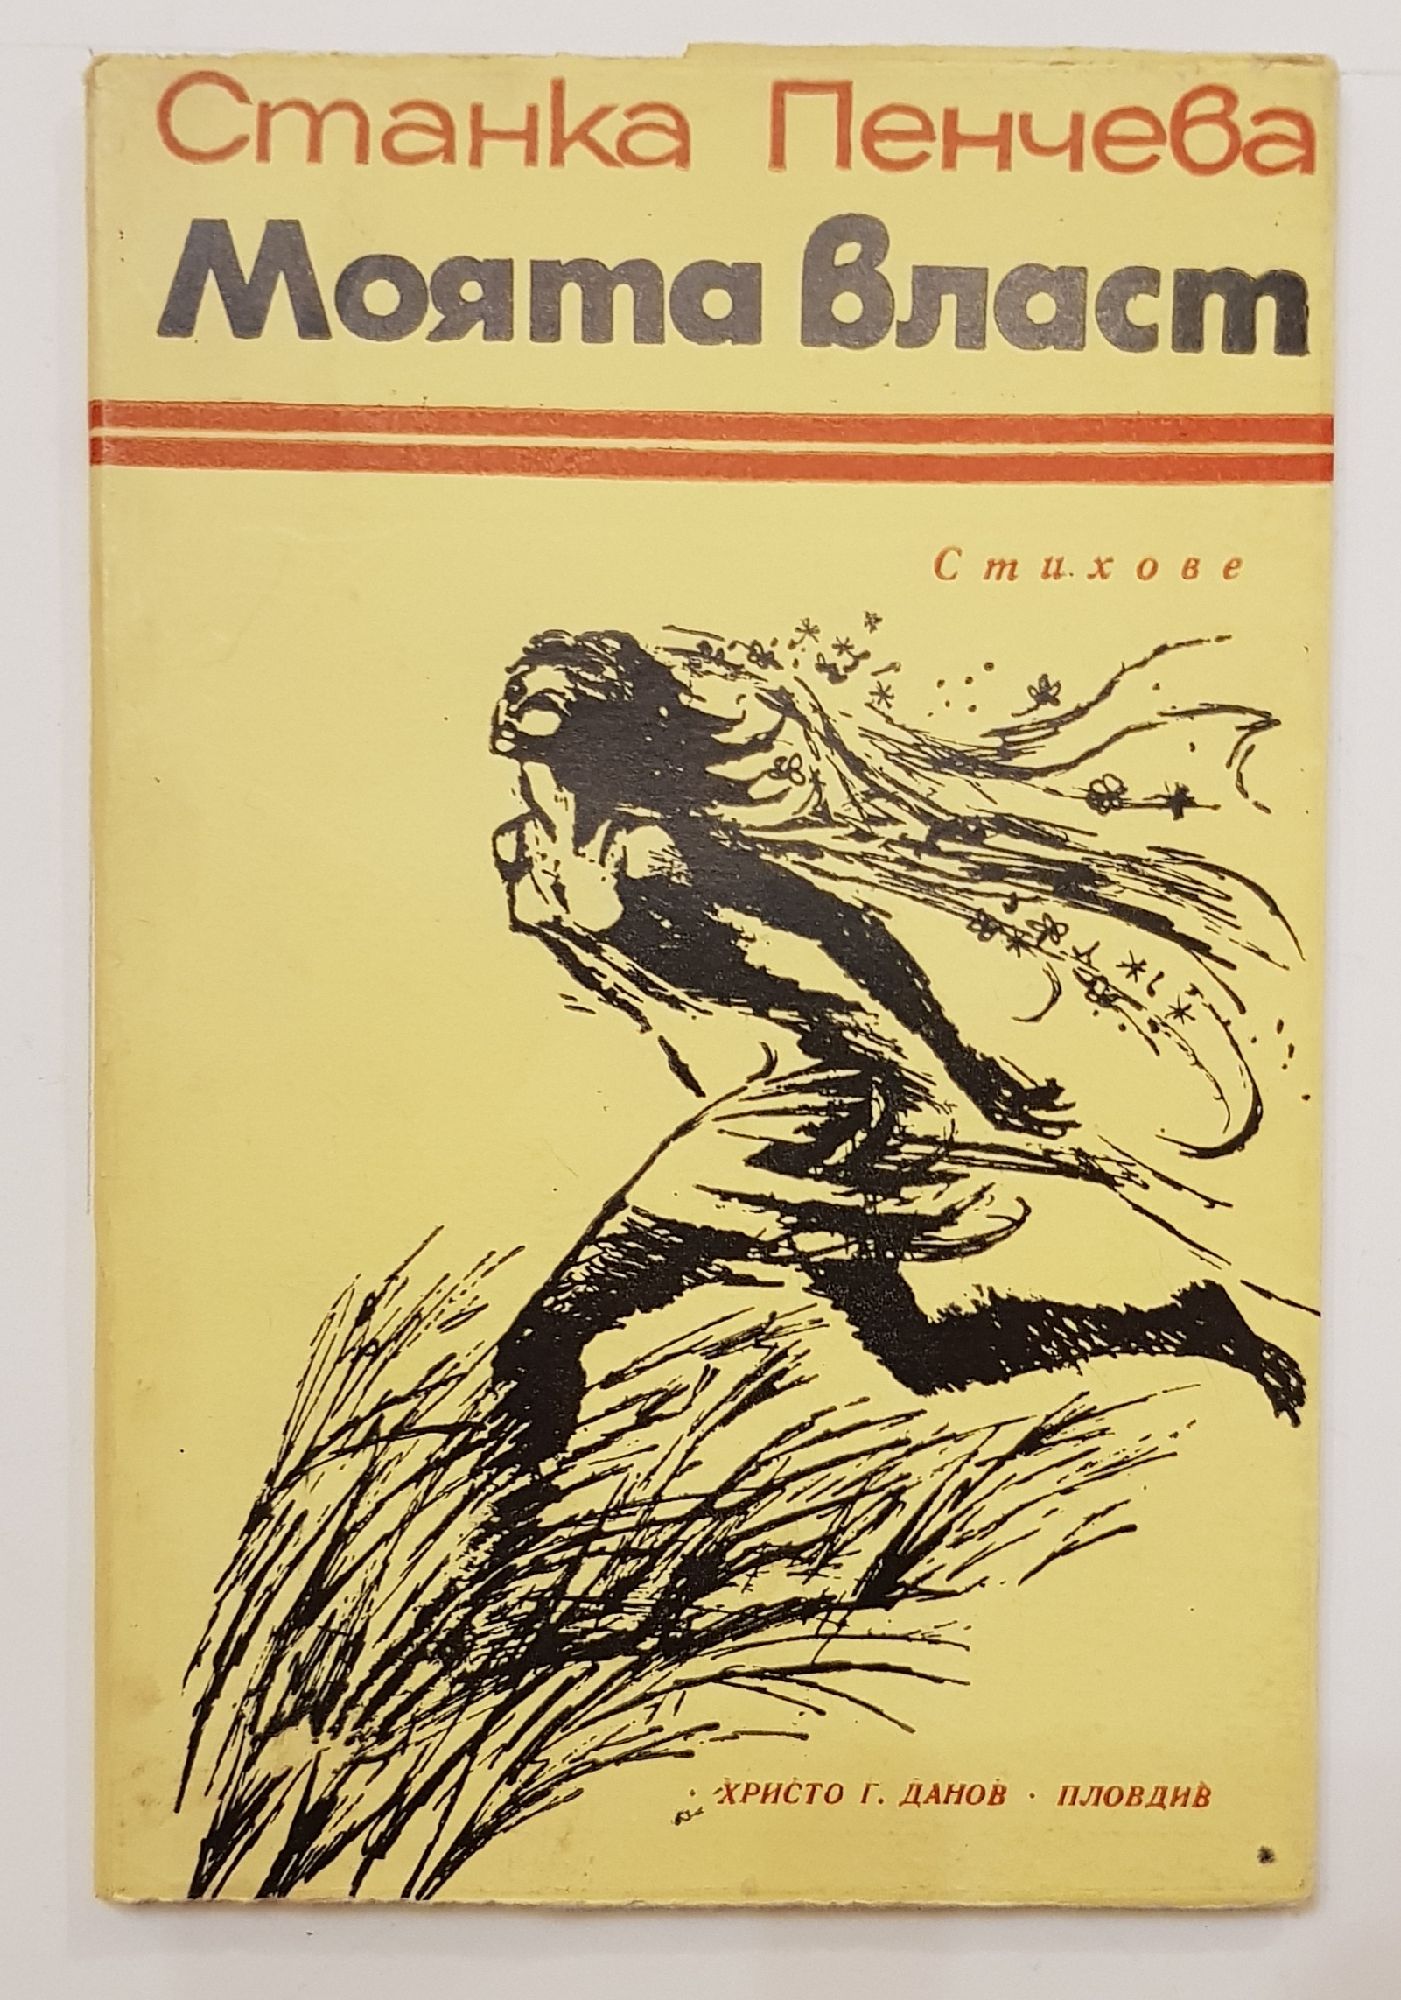 Станка Пенчева
Моята власт
Стихове
· ХРИСТО Г. ДАНОВ · ПЛОВДИВ